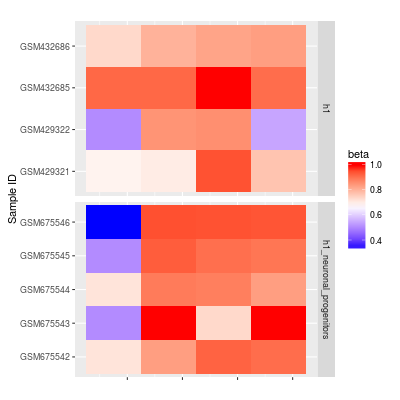 Sample ID
GSM432686
GSM432685
GSM429322
GSM429321
h1
GSM675546
GSM675545
GSM675544
GSM675543
GSM675542
h1_neuronal_progenitors
beta
1.0
0.8
0.6
0.4